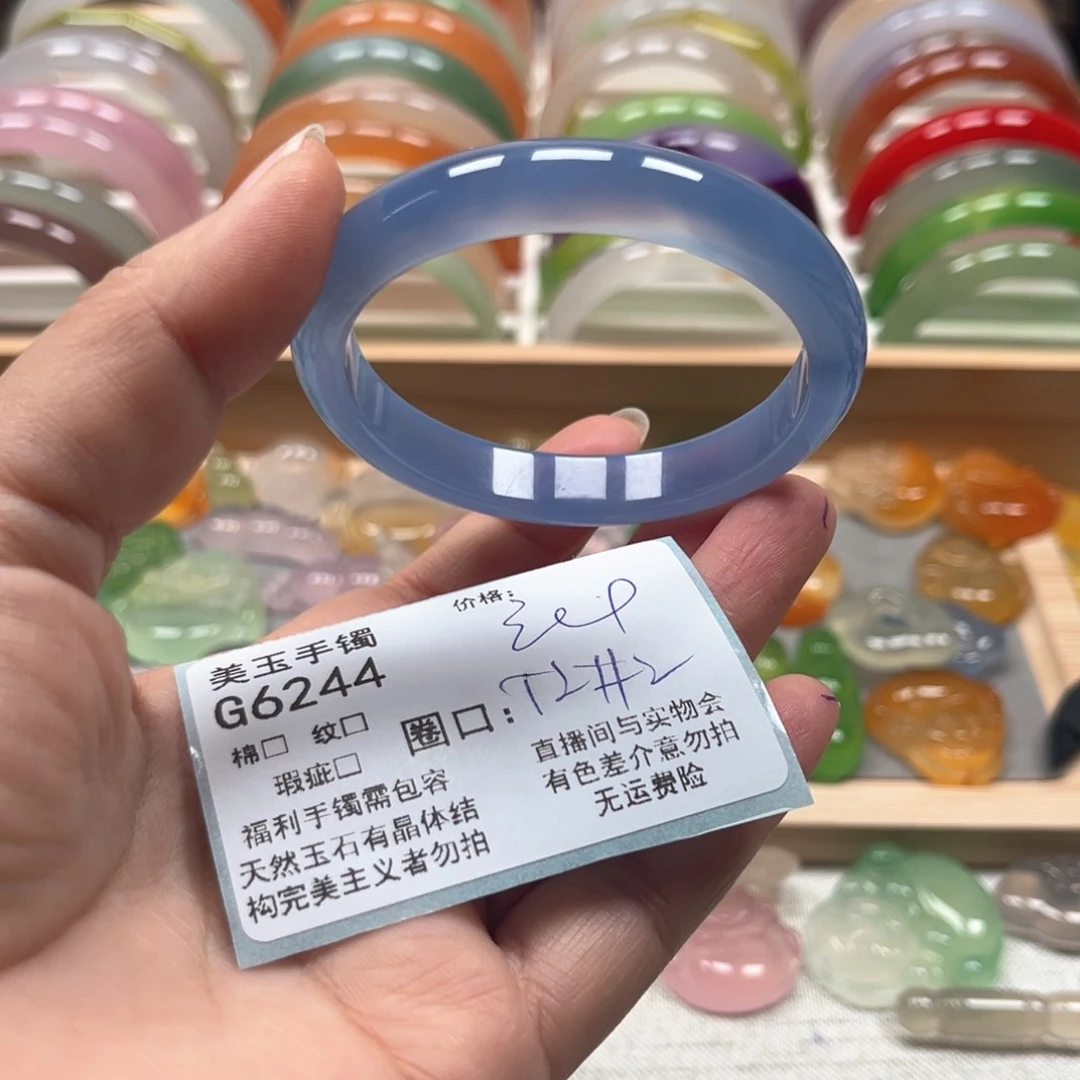 价格:
美玉手镯
G6244
棉□ 纹□
圈口:
瑕疵□
福利手镯需包容
天然玉石有晶体结
构完美主义者勿拍
直播间与实物会
有色差介意勿拍
无运费险